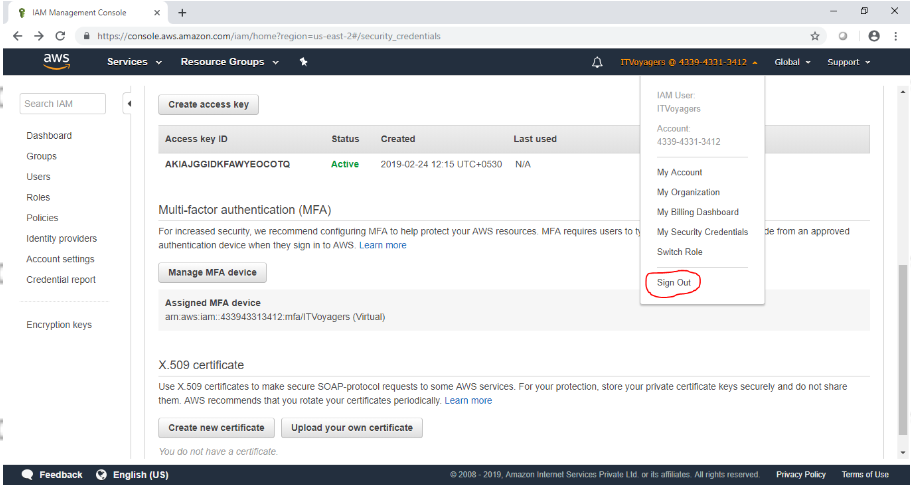 IAM Management Console
https://console.aws.amazon.com/iam/home?region=us-east-2#/security_credentials
aws Services Resource Groups ITVoyagers @ 4339-4331-3412 Global Support
Search IAM
Dashboard
Groups
Users
Roles
Policies
Identity providers
Account settings
Credential report
Encryption keys
Create access key
Access key ID Status Created Last used
AKIAJGGIDKFAWYEOCOTQ Active 2019-02-24 12:15 UTC+0530 N/A
Multi-factor authentication (MFA)
For increased security, we recommend configuring MFA to help protect your AWS resources. MFA requires users to ty de from an approved
authentication device when they sign in to AWS. Learn more
Manage MFA device
Assigned MFA device
arn:aws:iam::433943313412:mfa/ITVoyagers (Virtual)
X.509 certificate
Use X.509 certificates to make secure SOAP-protocol requests to some AWS services. For your protection, store your private certificate keys securely and do not share
them. AWS recommends that you rotate your certificates periodically. Learn more
Create new certificate Upload your own certificate
You do not have a certificate.
IAM User:
ITVoyagers
Account:
4339-4331-3412
My Account
My Organization
My Billing Dashboard
My Security Credentials
Switch Role
Sign Out
Feedback English (US) © 2008 - 2019, Amazon Internet Services Private Ltd. or its affiliates. All rights reserved. Privacy Policy Terms of Use